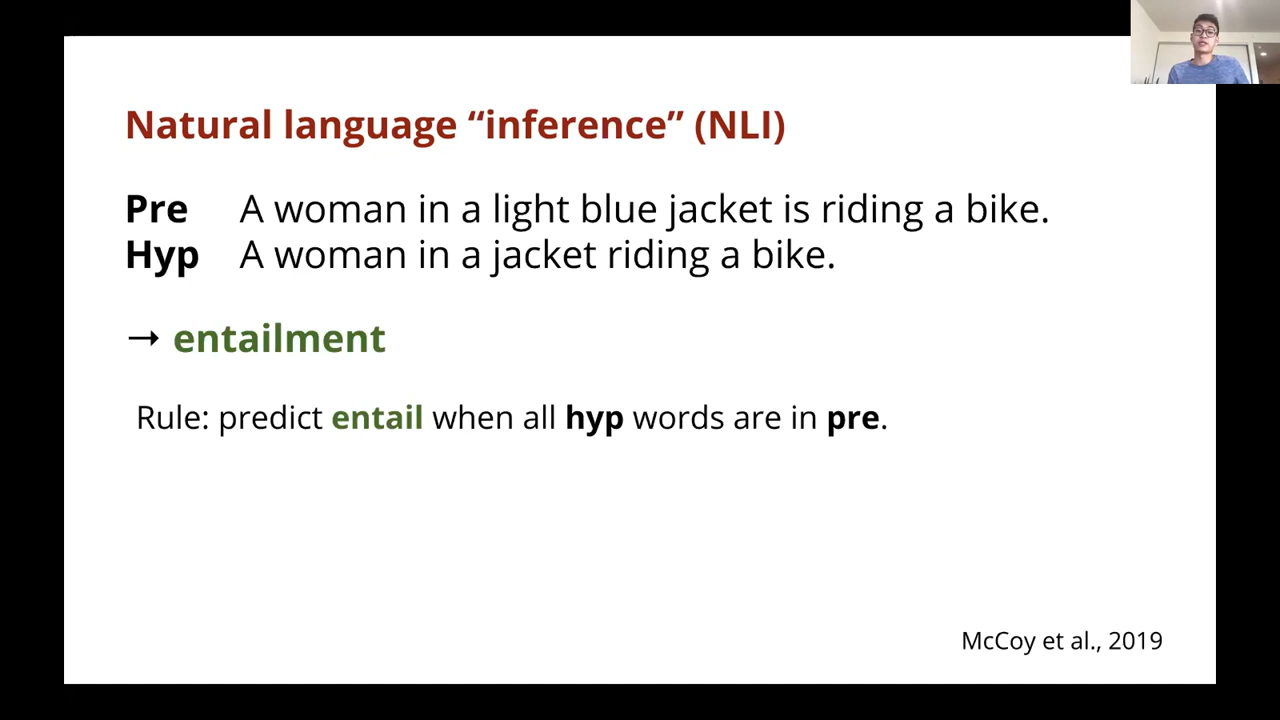 Natural language “inference” (NLI)
Pre A woman in a light blue jacket is riding a bike.
Hyp A woman in a jacket riding a bike.
→ entailment
Rule: predict entail when all hyp words are in pre.
McCoy et al., 2019